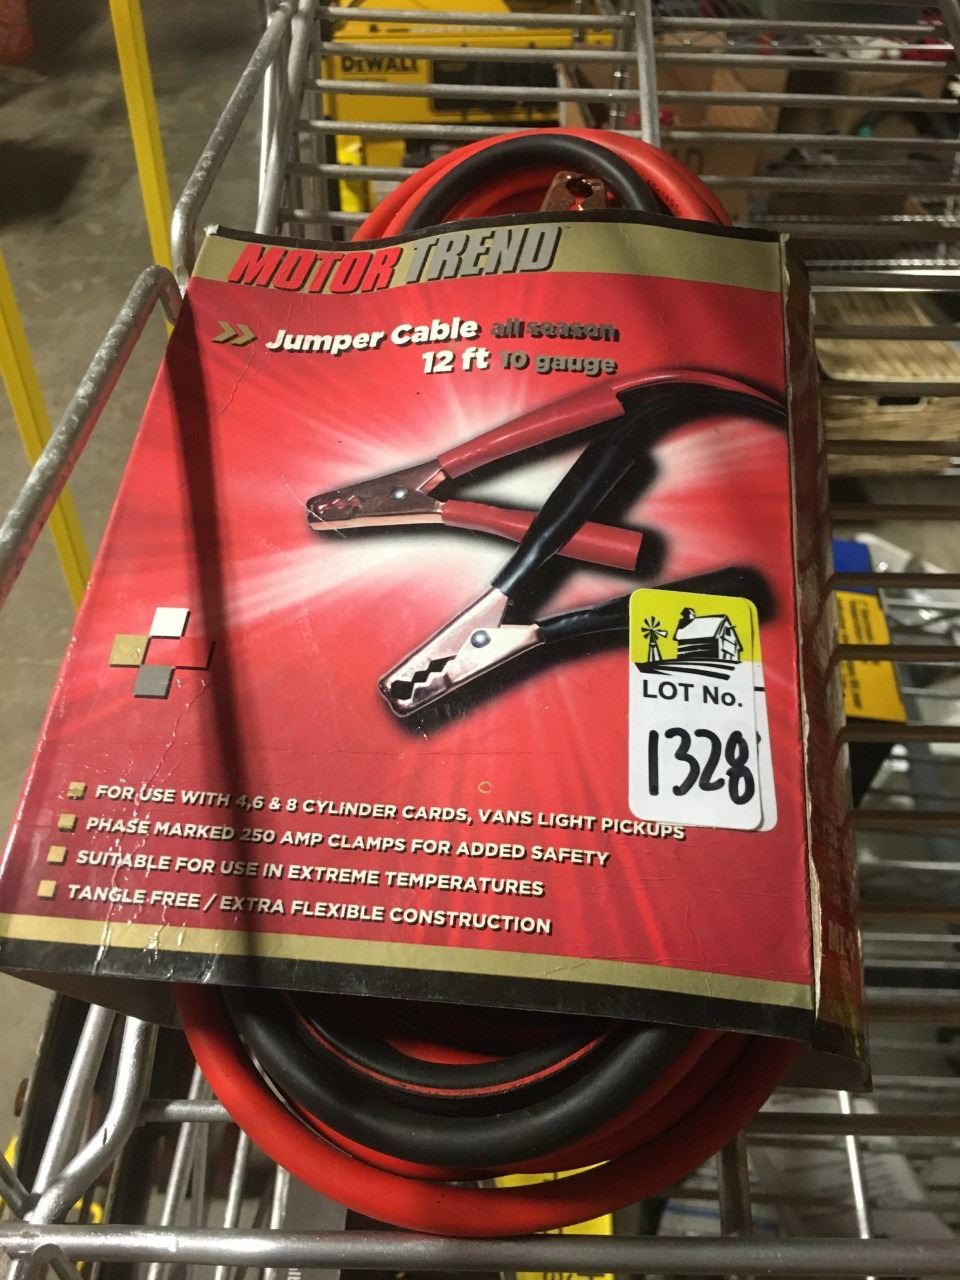 DEWALT
MOTOR TREND
Jumper Cable all season
12 ft 10 gauge
LOT No.
1328
FOR USE WITH 4,6 & 8 CYLINDER CARDS, VANS LIGHT PICKUPS
PHASE MARKED 250 AMP CLAMPS FOR ADDED SAFETY
SUITABLE FOR USE IN EXTREME TEMPERATURES
TANGLE FREE / EXTRA FLEXIBLE CONSTRUCTION